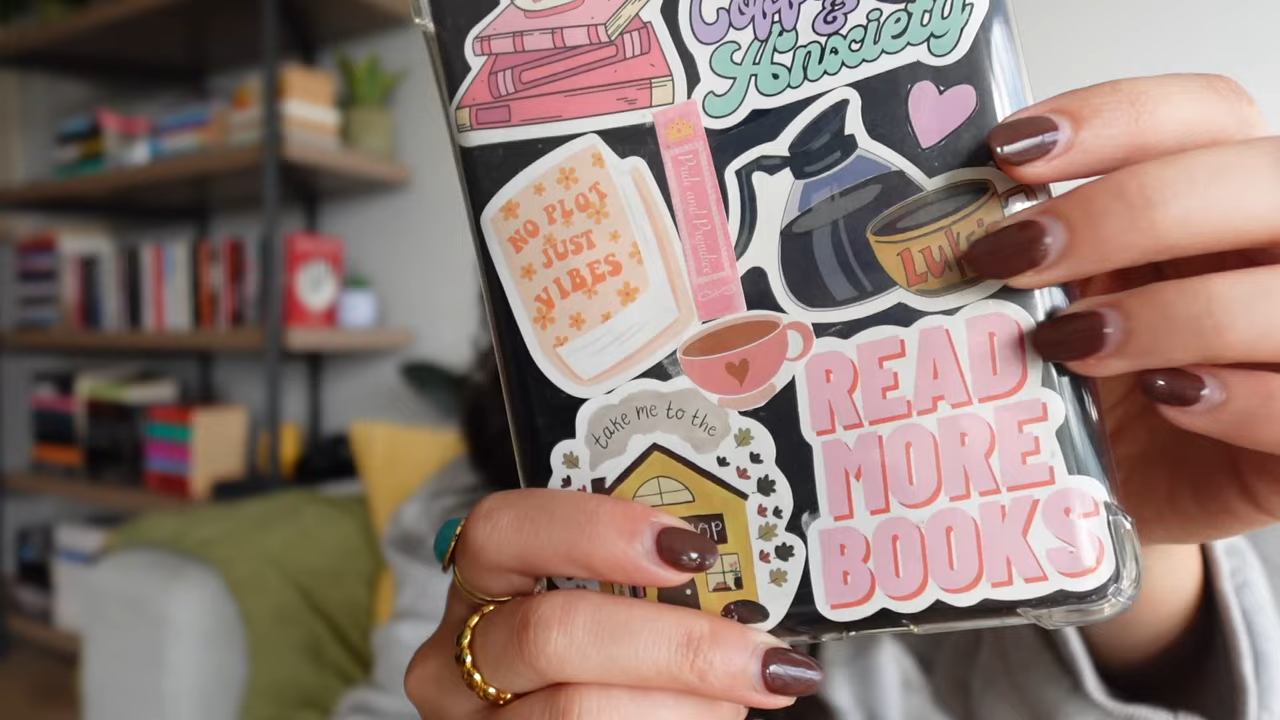 &
Anxiety
NO PLOT
JUST
VIBES
Pride and Prejudice
take me to the
READ
MORE
BOOKS